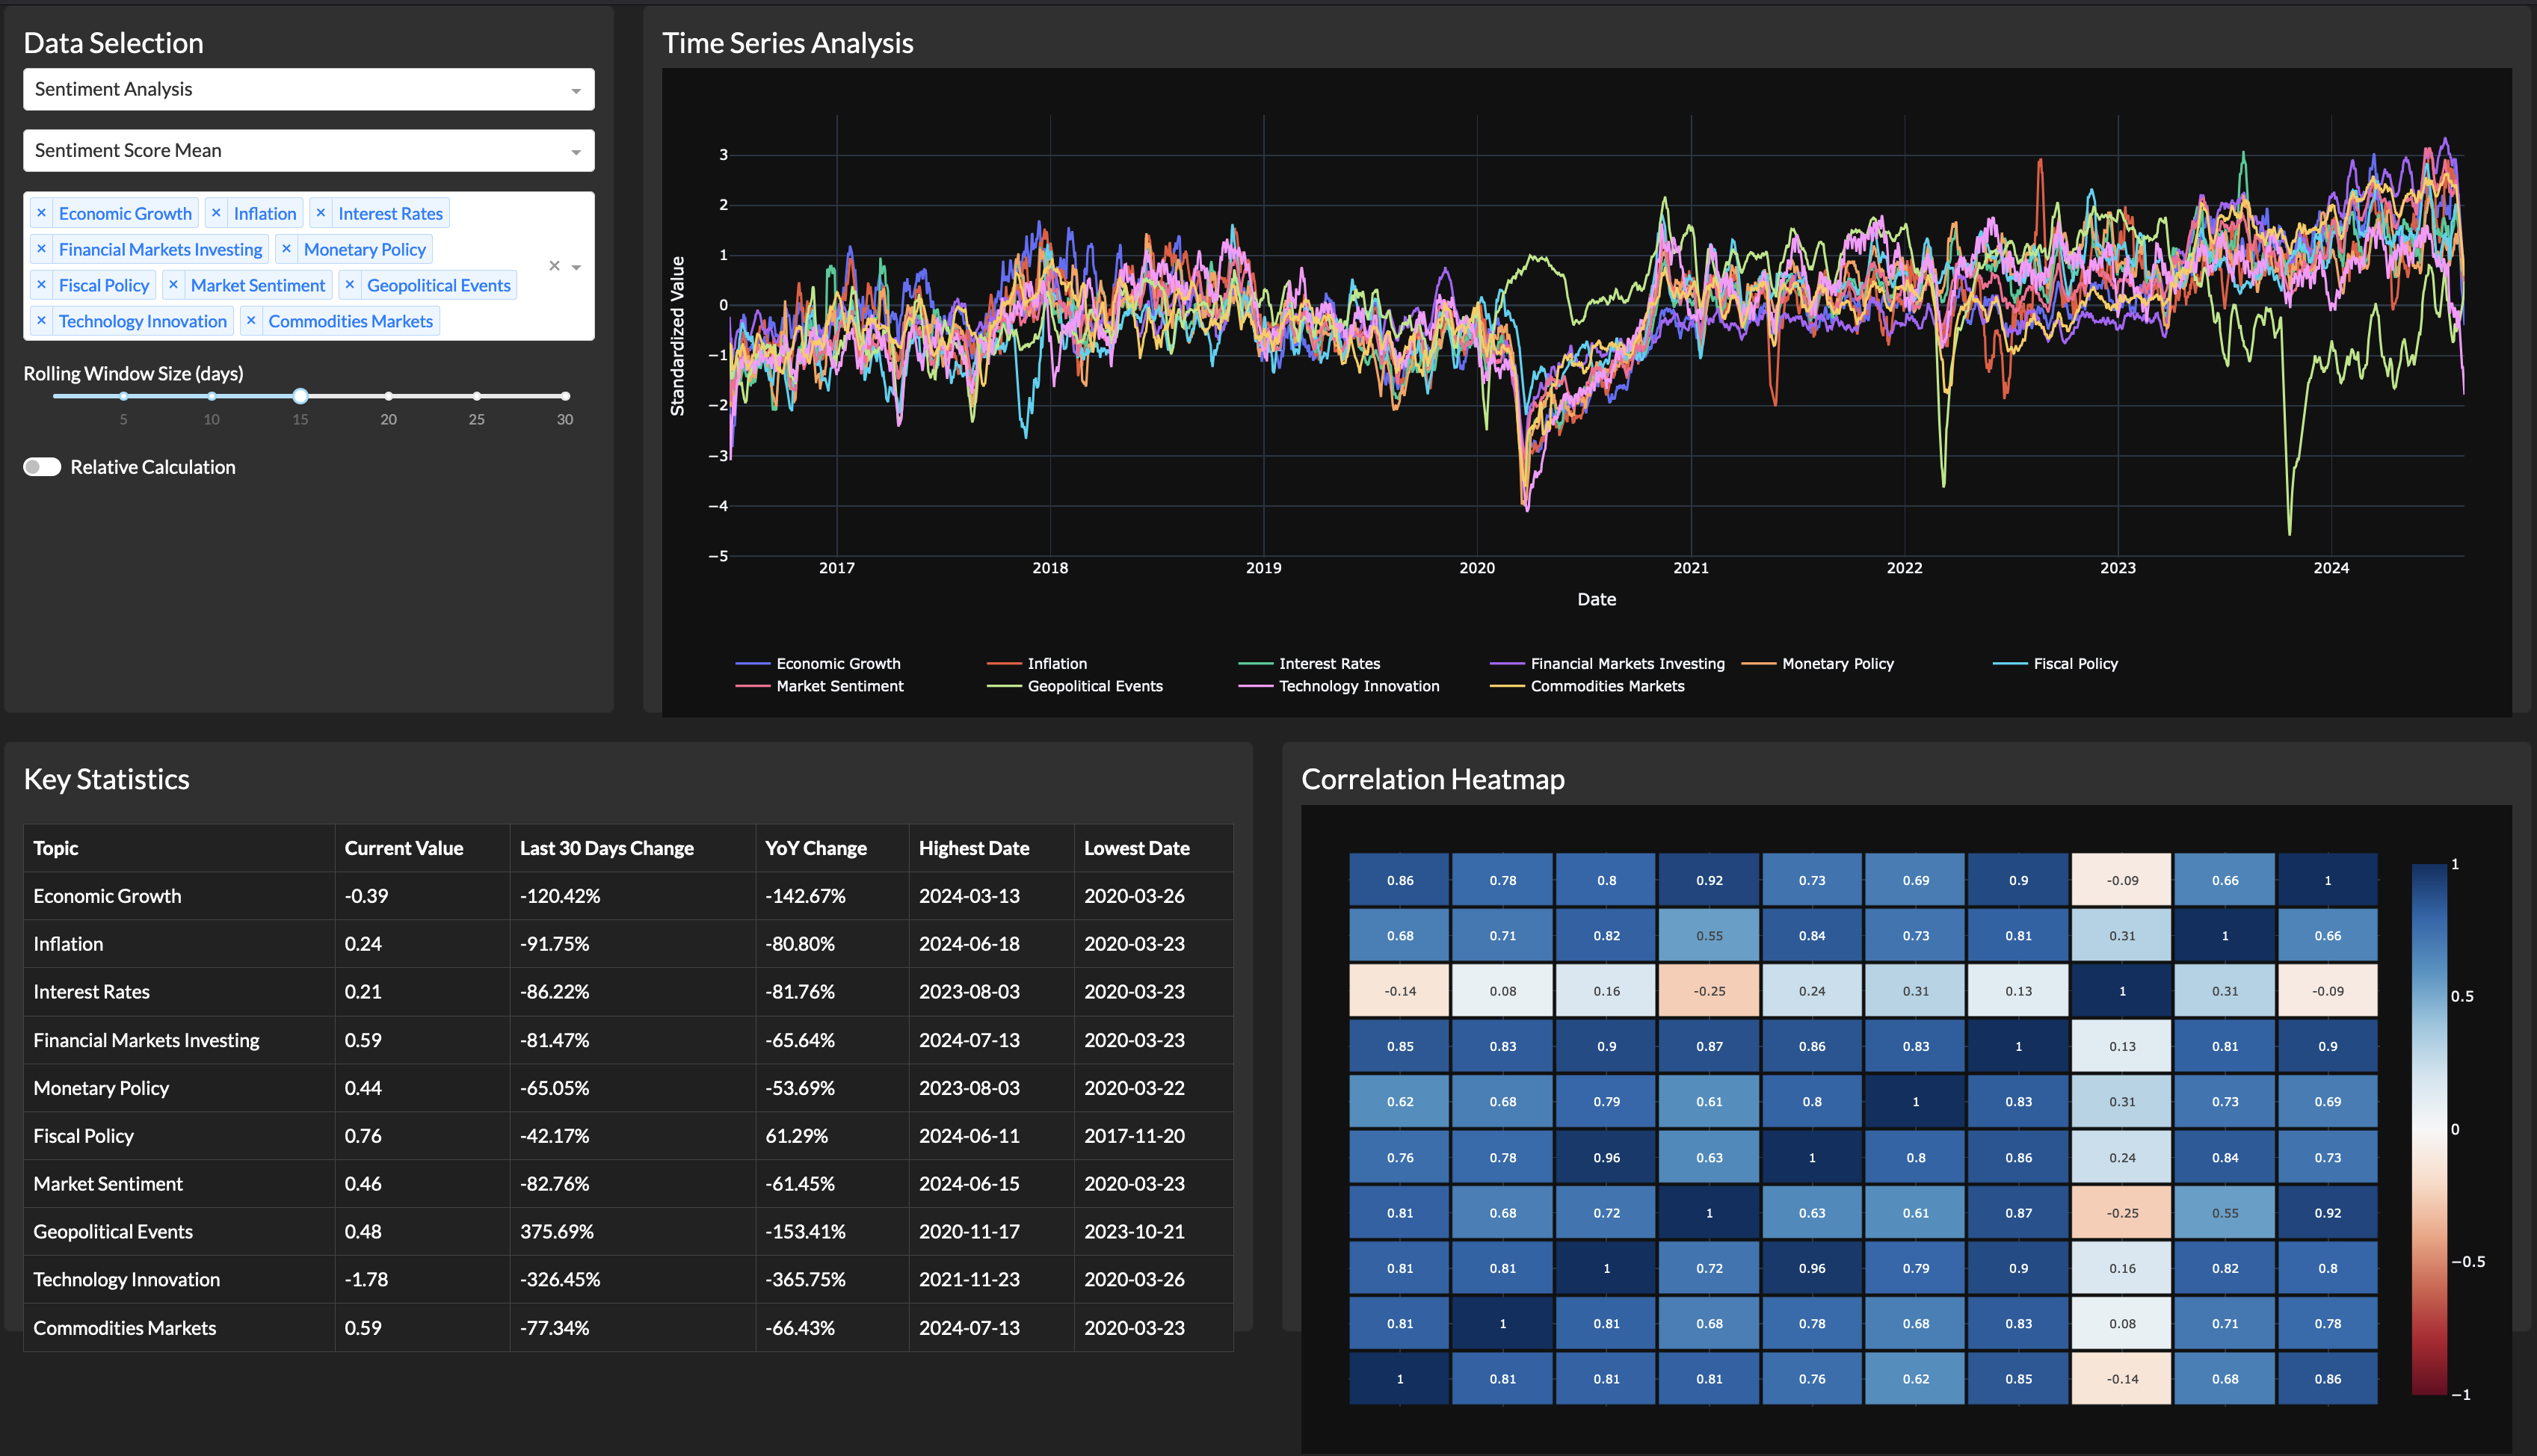 Data Selection
Sentiment Analysis
Sentiment Score Mean
× Economic Growth × Inflation × Interest Rates
× Financial Markets Investing × Monetary Policy
× Fiscal Policy × Market Sentiment × Geopolitical Events
× Technology Innovation × Commodities Markets
×
Rolling Window Size (days)
5 10 15 20 25 30
Relative Calculation
Time Series Analysis
Standardized Value
3
2
1
0
−1
−2
−3
−4
−5
2017 2018 2019 2020 2021 2022 2023 2024
Date
Economic Growth Inflation Interest Rates Financial Markets Investing Monetary Policy Fiscal Policy
Market Sentiment Geopolitical Events Technology Innovation Commodities Markets
Key Statistics
Topic Current Value Last 30 Days Change YoY Change Highest Date Lowest Date
Economic Growth -0.39 -120.42% -142.67% 2024-03-13 2020-03-26
Inflation 0.24 -91.75% -80.80% 2024-06-18 2020-03-23
Interest Rates 0.21 -86.22% -81.76% 2023-08-03 2020-03-23
Financial Markets Investing 0.59 -81.47% -65.64% 2024-07-13 2020-03-23
Monetary Policy 0.44 -65.05% -53.69% 2023-08-03 2020-03-22
Fiscal Policy 0.76 -42.17% 61.29% 2024-06-11 2017-11-20
Market Sentiment 0.46 -82.76% -61.45% 2024-06-15 2020-03-23
Geopolitical Events 0.48 375.69% -153.41% 2020-11-17 2023-10-21
Technology Innovation -1.78 -326.45% -365.75% 2021-11-23 2020-03-26
Commodities Markets 0.59 -77.34% -66.43% 2024-07-13 2020-03-23
Correlation Heatmap
0.86 0.78 0.8 0.92 0.73 0.69 0.9 -0.09 0.66 1
0.68 0.71 0.82 0.55 0.84 0.73 0.81 0.31 1 0.66
-0.14 0.08 0.16 -0.25 0.24 0.31 0.13 1 0.31 -0.09
0.85 0.83 0.9 0.87 0.86 0.83 1 0.13 0.81 0.9
0.62 0.68 0.79 0.61 0.8 1 0.83 0.31 0.73 0.69
0.76 0.78 0.96 0.63 1 0.8 0.86 0.24 0.84 0.73
0.81 0.68 0.72 1 0.63 0.61 0.87 -0.25 0.55 0.92
0.81 0.81 1 0.72 0.96 0.79 0.9 0.16 0.82 0.8
0.81 1 0.81 0.68 0.78 0.68 0.83 0.08 0.71 0.78
1 0.81 0.81 0.81 0.76 0.62 0.85 -0.14 0.68 0.86
1
0.5
0
−0.5
−1